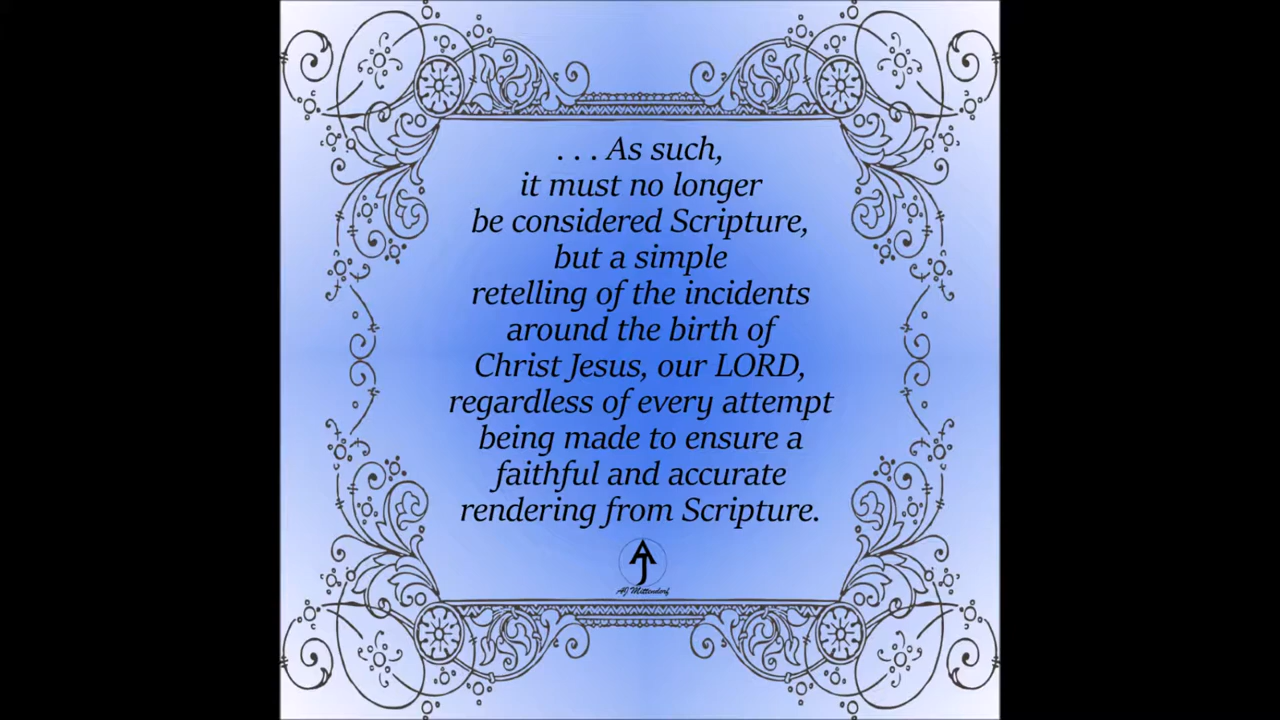 . . . As such,
it must no longer
be considered Scripture,
but a simple
retelling of the incidents
around the birth of
Christ Jesus, our LORD,
regardless of every attempt
being made to ensure a
faithful and accurate
rendering from Scripture.
AJ
AJ Mittendorf